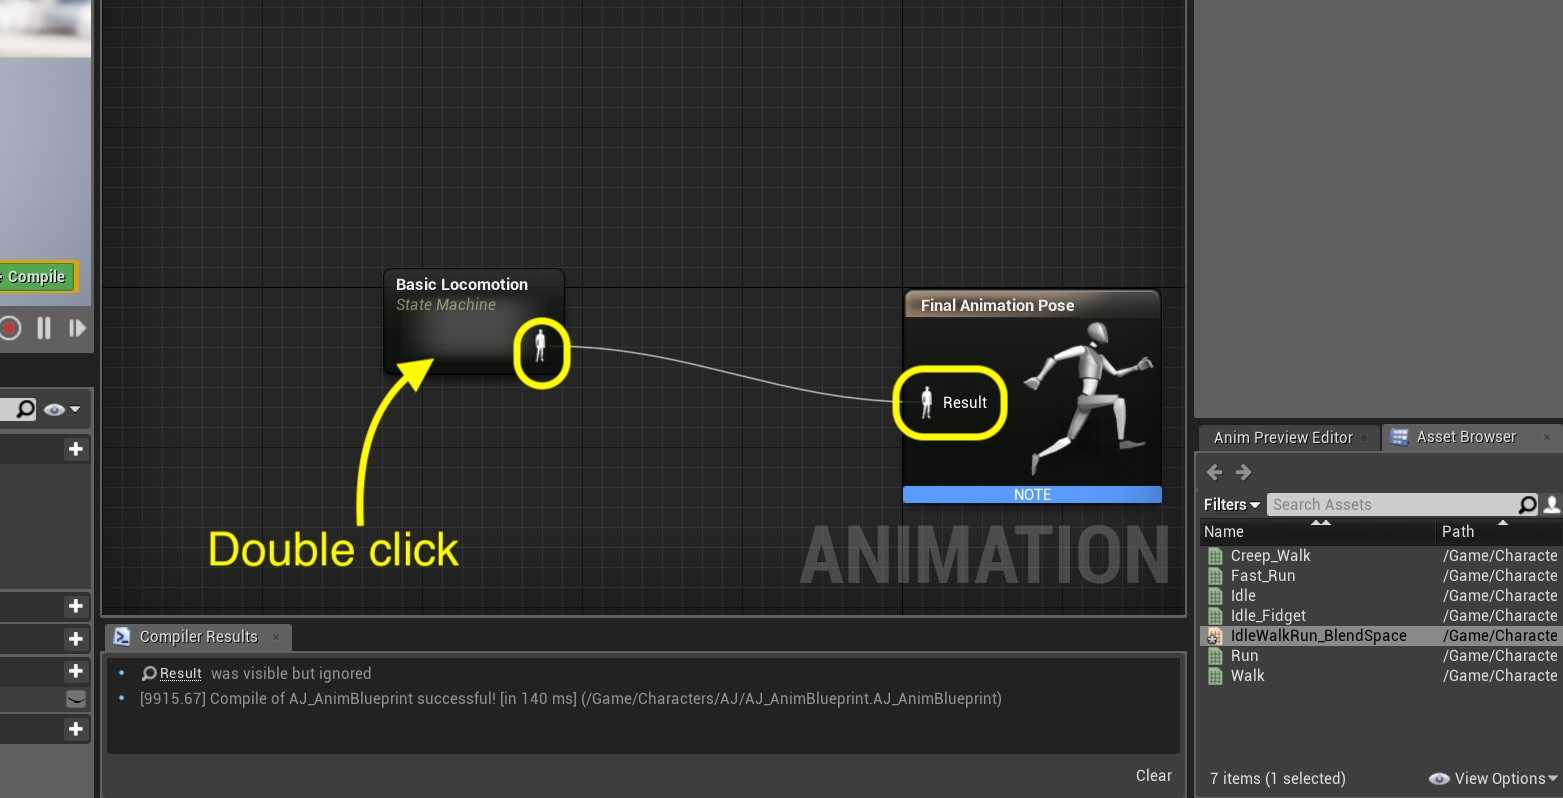 Compile
Basic Locomotion
State Machine
Final Animation Pose
Result
NOTE
Double click
ANIMATION
Compiler Results
Result was visible but ignored
[9915.67] Compile of AJ_AnimBlueprint successful! [in 140 ms] (/Game/Characters/AJ/AJ_AnimBlueprint.AJ_AnimBlueprint)
Clear
Anim Preview Editor
Asset Browser
Filters
Search Assets
Name Path
Creep_Walk /Game/Characte
Fast_Run /Game/Characte
Idle /Game/Characte
Idle_Fidget /Game/Characte
IdleWalkRun_BlendSpace /Game/Characte
Run /Game/Characte
Walk /Game/Characte
7 items (1 selected)
View Options